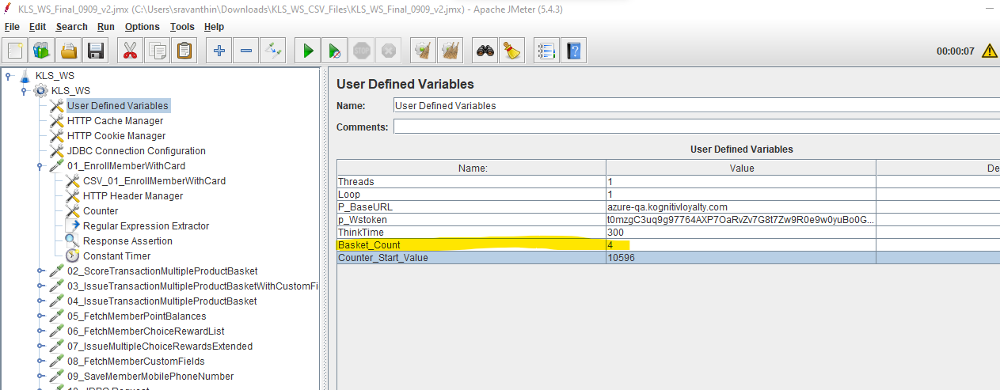 KLS_WS_Final_0909_v2.jmx (C:\Users\sravanthin\Downloads\KLS_WS_CSV_Files\KLS_WS_Final_0909_v2.jmx) - Apache JMeter (5.4.3)
File Edit Search Run Options Tools Help
00:00:07
KLS_WS
KLS_WS
User Defined Variables
HTTP Cache Manager
HTTP Cookie Manager
JDBC Connection Configuration
01_EnrollMemberWithCard
CSV_01_EnrollMemberWithCard
HTTP Header Manager
Counter
Regular Expression Extractor
Response Assertion
Constant Timer
02_ScoreTransactionMultipleProductBasket
03_IssueTransactionMultipleProductBasketWithCustomFi
04_IssueTransactionMultipleProductBasket
05_FetchMemberPointBalances
06_FetchMemberChoiceRewardList
07_IssueMultipleChoiceRewardsExtended
08_FetchMemberCustomFields
09_SaveMemberMobilePhoneNumber
10_JDBC Request
User Defined Variables
Name: User Defined Variables
Comments:
User Defined Variables
Name: Value De
Threads 1
Loop 1
P_BaseURL azure-qa.kognitivloyalty.com
p_Wstoken t0mzgC3uq9g97764AXP7OaRvZv7G8t7Zw9R0e9w0yuBo0G...
ThinkTime 300
Basket_Count 4
Counter_Start_Value 10596